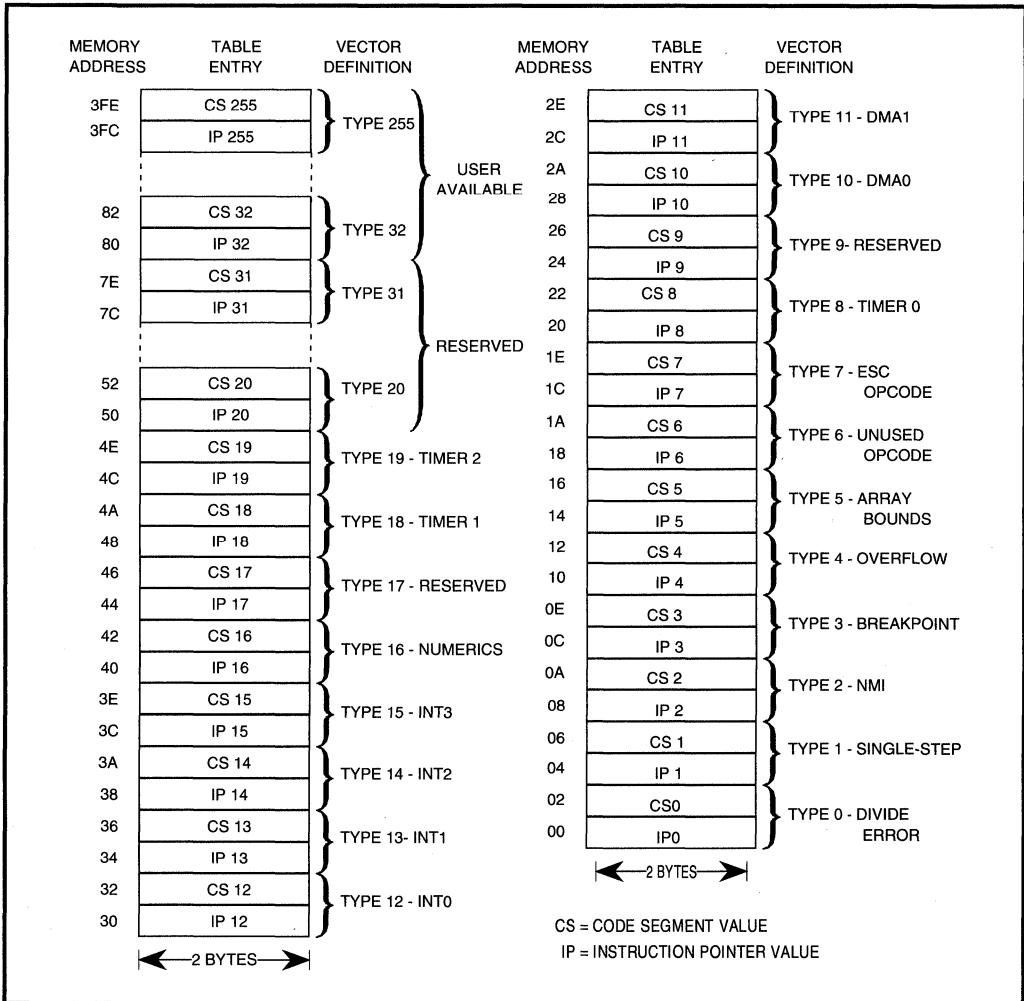 MEMORY ADDRESS TABLE ENTRY VECTOR DEFINITION
3FE CS 255
3FC IP 255
TYPE 255
USER AVAILABLE
82 CS 32
80 IP 32
TYPE 32
7E CS 31
7C IP 31
TYPE 31
RESERVED
52 CS 20
50 IP 20
TYPE 20
4E CS 19
4C IP 19
TYPE 19 - TIMER 2
4A CS 18
48 IP 18
TYPE 18 - TIMER 1
46 CS 17
44 IP 17
TYPE 17 - RESERVED
42 CS 16
40 IP 16
TYPE 16 - NUMERICS
3E CS 15
3C IP 15
TYPE 15 - INT3
3A CS 14
38 IP 14
TYPE 14 - INT2
36 CS 13
34 IP 13
TYPE 13- INT1
32 CS 12
30 IP 12
TYPE 12 - INT0
2 BYTES
MEMORY ADDRESS TABLE ENTRY VECTOR DEFINITION
2E CS 11
2C IP 11
TYPE 11 - DMA1
2A CS 10
28 IP 10
TYPE 10 - DMA0
26 CS 9
24 IP 9
TYPE 9- RESERVED
22 CS 8
20 IP 8
TYPE 8 - TIMER 0
1E CS 7
1C IP 7
TYPE 7 - ESC
OPCODE
1A CS 6
18 IP 6
TYPE 6 - UNUSED
OPCODE
16 CS 5
14 IP 5
TYPE 5 - ARRAY
BOUNDS
12 CS 4
10 IP 4
TYPE 4 - OVERFLOW
0E CS 3
0C IP 3
TYPE 3 - BREAKPOINT
0A CS 2
08 IP 2
TYPE 2 - NMI
06 CS 1
04 IP 1
TYPE 1 - SINGLE-STEP
02 CS0
00 IP0
TYPE 0 - DIVIDE
ERROR
2 BYTES
CS = CODE SEGMENT VALUE
IP = INSTRUCTION POINTER VALUE